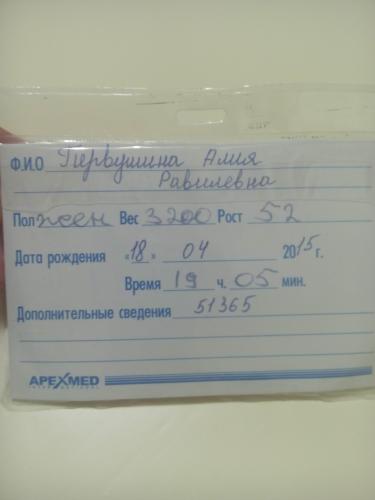 Ф.И.О Первушина Алия
Равилевна
Пол жен Вес 3200 Рост 52
Дата рождения «18» 04 2015 г.
Время 19 ч. 05 мин.
Дополнительные сведения 51365
APEXMED
INTERNATIONAL